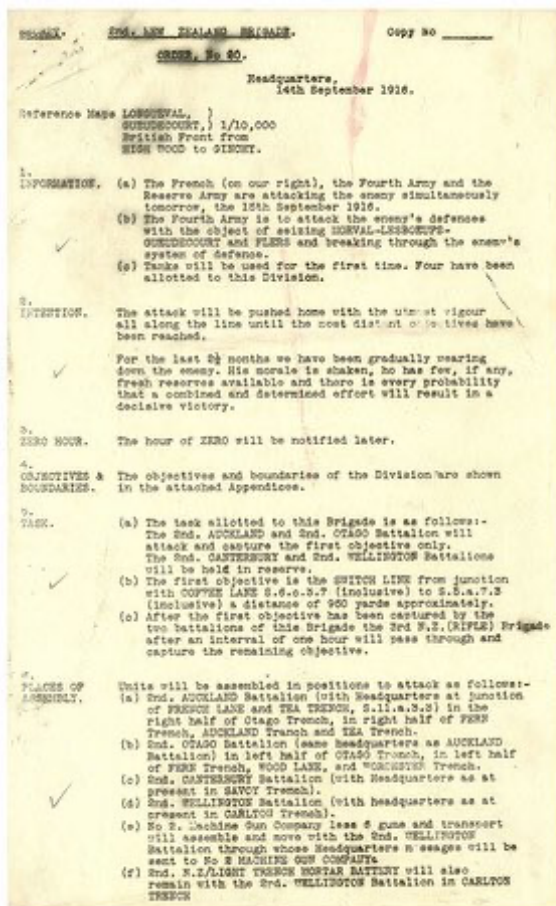 SECRET. 2nd. NEW ZEALAND BRIGADE. Copy No
ORDER, No 20.
Headquarters,
14th September 1916.
Reference Maps LONGUEVAL, )
GUEUDECOURT,) 1/10,000
British Front from
HIGH WOOD to GINCHY.
1.
INFORMATION. (a) The French (on our right), the Fourth Army and the
Reserve Army are attacking the enemy simultaneously
tomorrow, the 15th September 1916.
(b) The Fourth Army is to attack the enemy's defences
with the object of seizing MORVAL-LESBOEUFS-
GUEUDECOURT and FLERS and breaking through the enemy's
system of defence.
(c) Tanks will be used for the first time. Four have been
allotted to this Division.
2.
INTENTION. The attack will be pushed home with the utmost vigour
all along the line until the most distant objectives have
been reached.
For the last 2½ months we have been gradually wearing
down the enemy. His morale is shaken, he has few, if any,
fresh reserves available and there is every probability
that a combined and determined effort will result in a
decisive victory.
3.
ZERO HOUR. The hour of ZERO will be notified later.
4.
OBJECTIVES & The objectives and boundaries of the Division are shown
BOUNDARIES. in the attached Appendices.
5.
TASK. (a) The task allotted to this Brigade is as follows:-
The 2nd. AUCKLAND and 2nd. OTAGO Battalion will
attack and capture the first objective only.
The 2nd. CANTERBURY and 2nd. WELLINGTON Battalions
will be held in reserve.
(b) The first objective is the SWITCH LINE from junction
with COFFEE LANE S.6.c.3.7 (inclusive) to S.5.a.7.3
(inclusive) a distance of 950 yards approximately.
(c) After the first objective has been captured by the
two battalions of this Brigade the 3rd N.Z.(RIFLE) Brigade
after an interval of one hour will pass through and
capture the remaining objective.
6.
PLACES OF Units will be assembled in positions to attack as follows:-
ASSEMBLY. (a) 2nd. AUCKLAND Battalion (with Headquarters at junction
of FRENCH LANE and TEA TRENCH, S.11.a.3.3) in the
right half of Otago Trench, in right half of FERN
Trench, AUCKLAND Trench and TEA Trench.
(b) 2nd. OTAGO Battalion (same headquarters as AUCKLAND
Battalion) in left half of OTAGO Trench, in left half
of FERN Trench, WOOD LANE, and WORCESTER Trench.
(c) 2nd. CANTERBURY Battalion (with Headquarters as at
present in SAVOY Trench).
(d) 2nd. WELLINGTON Battalion (with headquarters as at
present in CARLTON Trench).
(e) No 2. Machine Gun Company less 6 guns and transport
will assemble and move with the 2nd. WELLINGTON
Battalion through whose Headquarters messages will be
sent to No 2 MACHINE GUN COMPANY.
(f) 2nd. N.Z/LIGHT TRENCH MORTAR BATTERY will also
remain with the 2nd. WELLINGTON Battalion in CARLTON
TRENCH